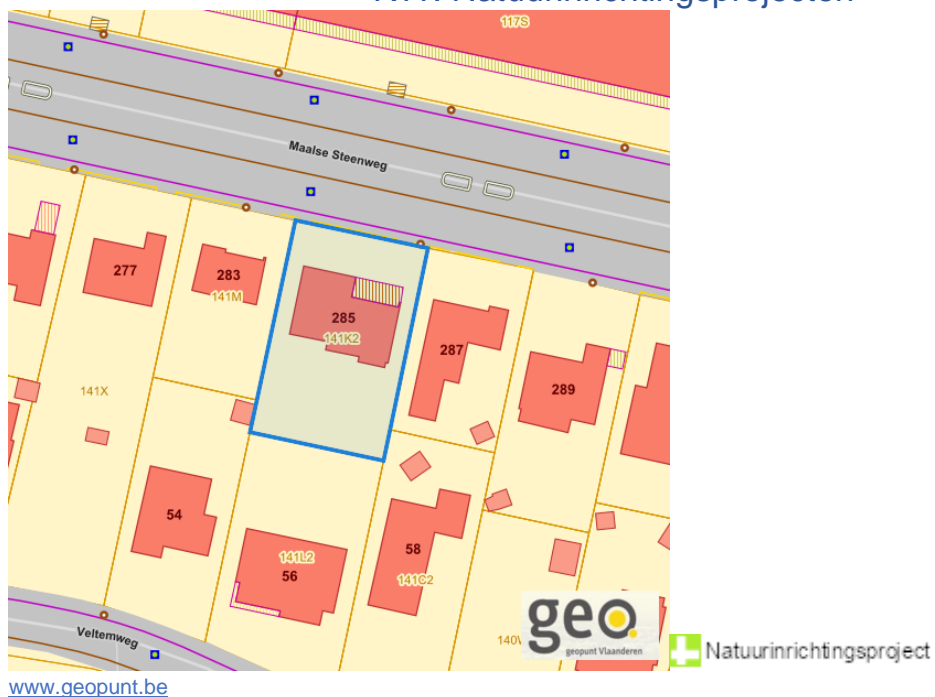 Natuurinrichtingsprojecten
117S
Maalse Steenweg
277
283
141M
285
141K2
287
289
141X
54
141L2
56
58
141C2
geo
geopunt Vlaanderen
Veltemweg
Natuurinrichtingsproject
www.geopunt.be